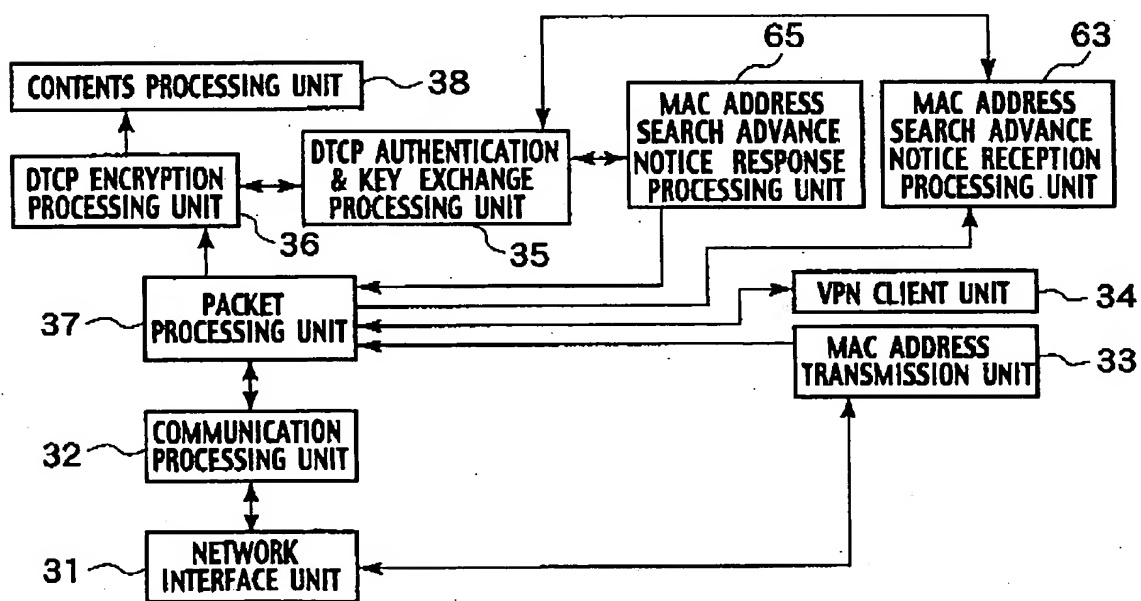 65
63
CONTENTS PROCESSING UNIT
38
MAC ADDRESS
SEARCH ADVANCE
NOTICE RESPONSE
PROCESSING UNIT
MAC ADDRESS
SEARCH ADVANCE
NOTICE RECEPTION
PROCESSING UNIT
DTCP AUTHENTICATION
& KEY EXCHANGE
PROCESSING UNIT
DTCP ENCRYPTION
PROCESSING UNIT
36
35
PACKET
PROCESSING UNIT
37
VPN CLIENT UNIT
34
MAC ADDRESS
TRANSMISSION UNIT
33
COMMUNICATION
PROCESSING UNIT
32
NETWORK
INTERFACE UNIT
31